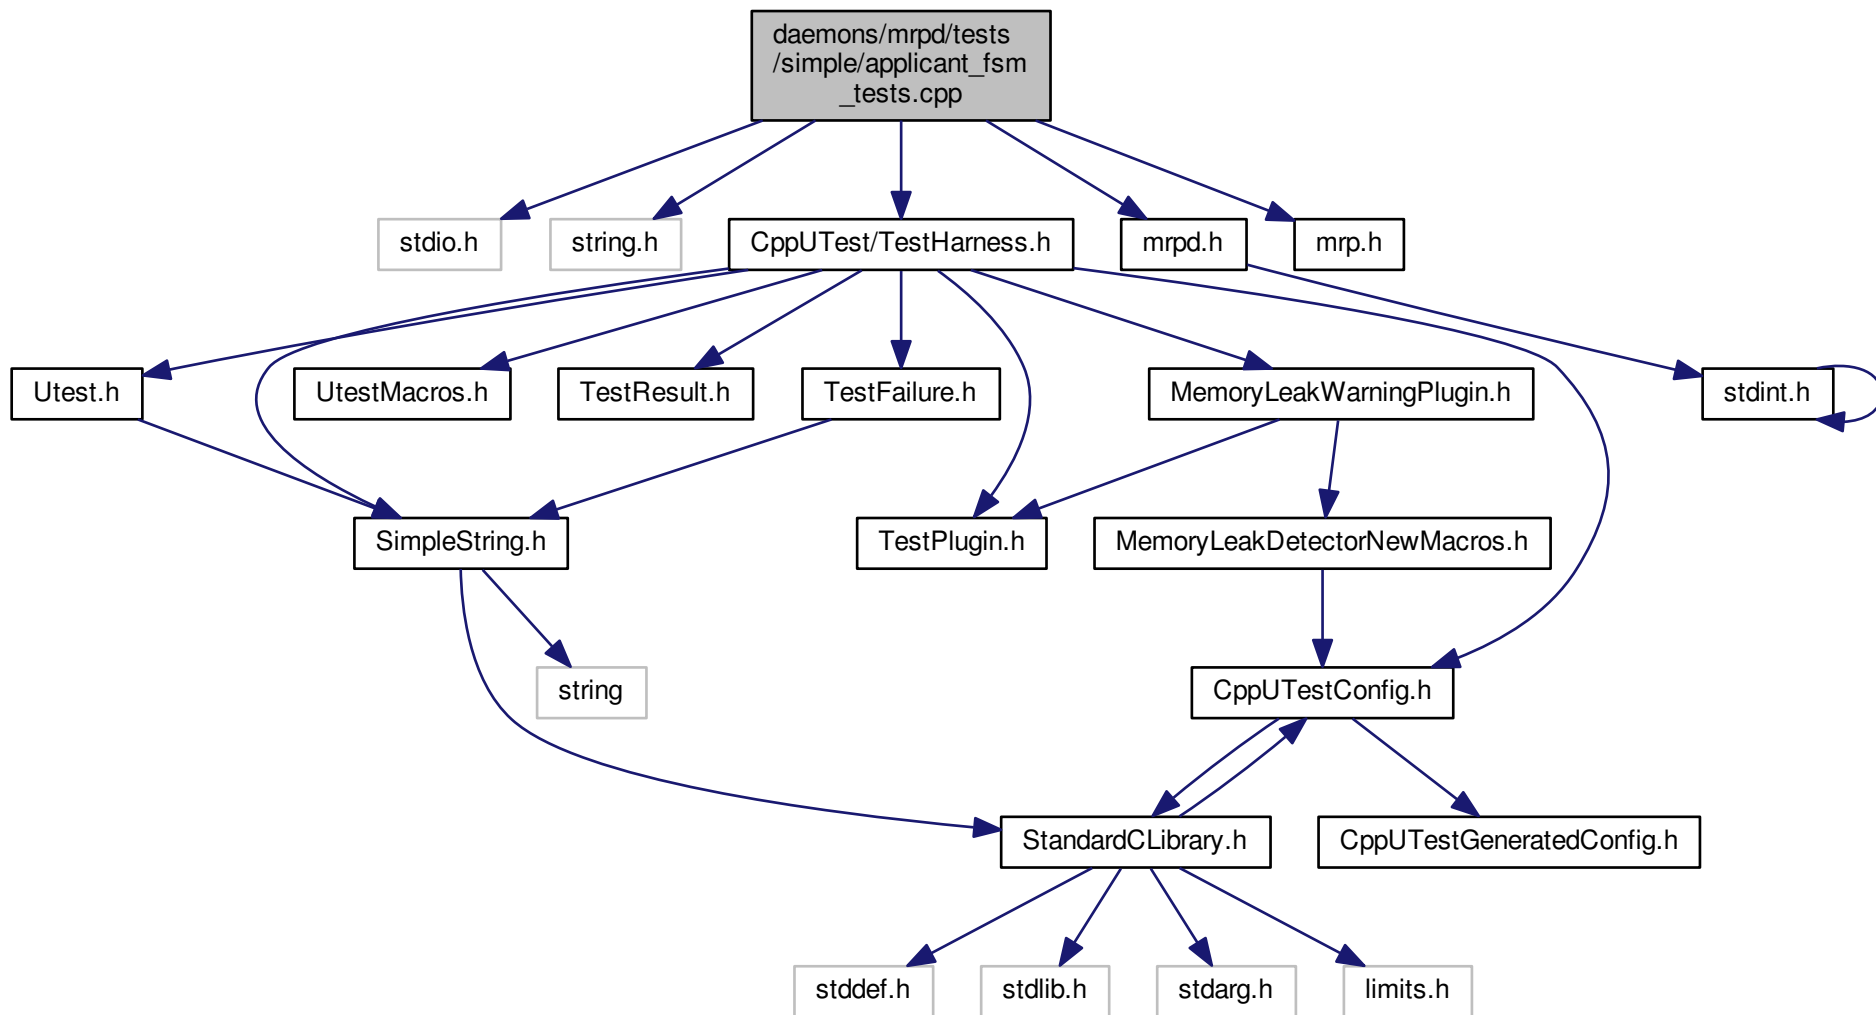 daemons/mrpd/tests
/simple/applicant_fsm
_tests.cpp
stdio.h
string.h
CppUTest/TestHarness.h
mrpd.h
mrp.h
Utest.h
UtestMacros.h
TestResult.h
TestFailure.h
MemoryLeakWarningPlugin.h
stdint.h
SimpleString.h
TestPlugin.h
MemoryLeakDetectorNewMacros.h
string
CppUTestConfig.h
StandardCLibrary.h
CppUTestGeneratedConfig.h
stddef.h
stdlib.h
stdarg.h
limits.h